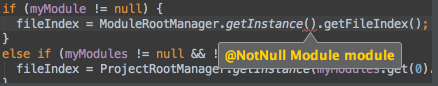 if (myModule != null) {
fileIndex = ModuleRootManager.getInstance().getFileIndex();
}
else if (myModules != null && !
@NotNull Module module
fileIndex = ProjectRootManager.getInstance(myModules.get(0).
}